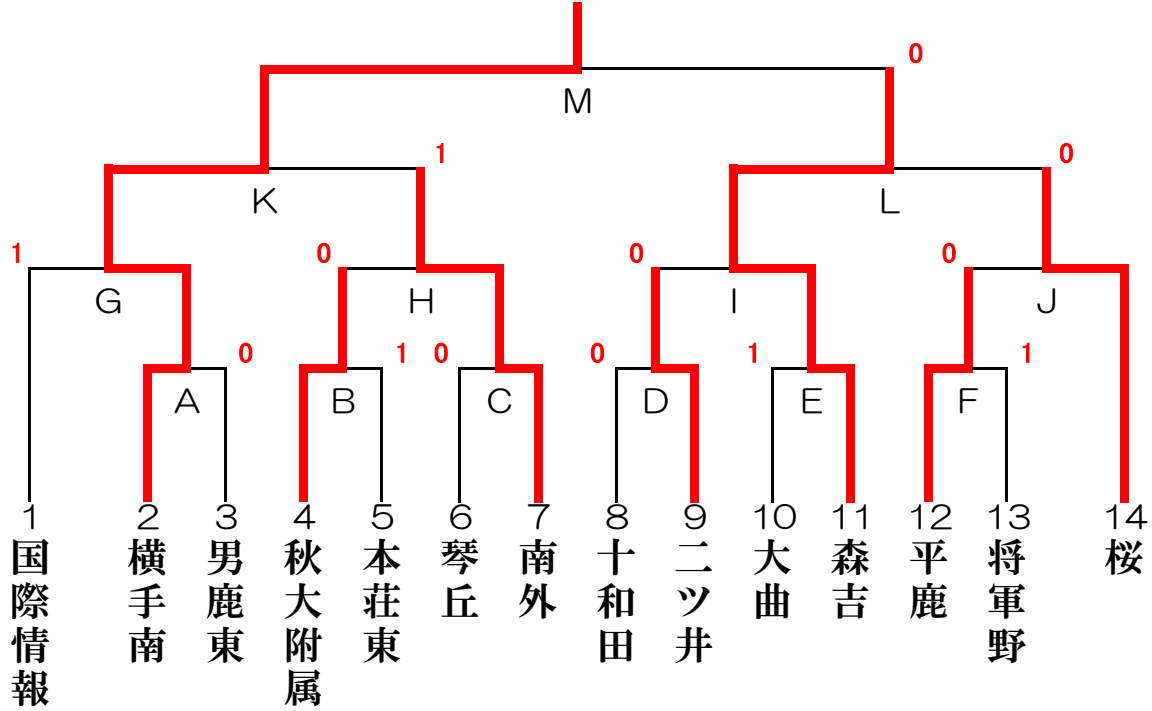 0
M
1
0
K
L
1
0
0
0
G
H
I
J
0
1
0
0
1
1
A
B
C
D
E
F
1
2
3
4
5
6
7
8
9
10
11
12
13
14
国際情報
横手南
男鹿東
秋大附属
本荘東
琴丘
南外
十和田
二ツ井
大曲
森吉
平鹿
将軍野
桜